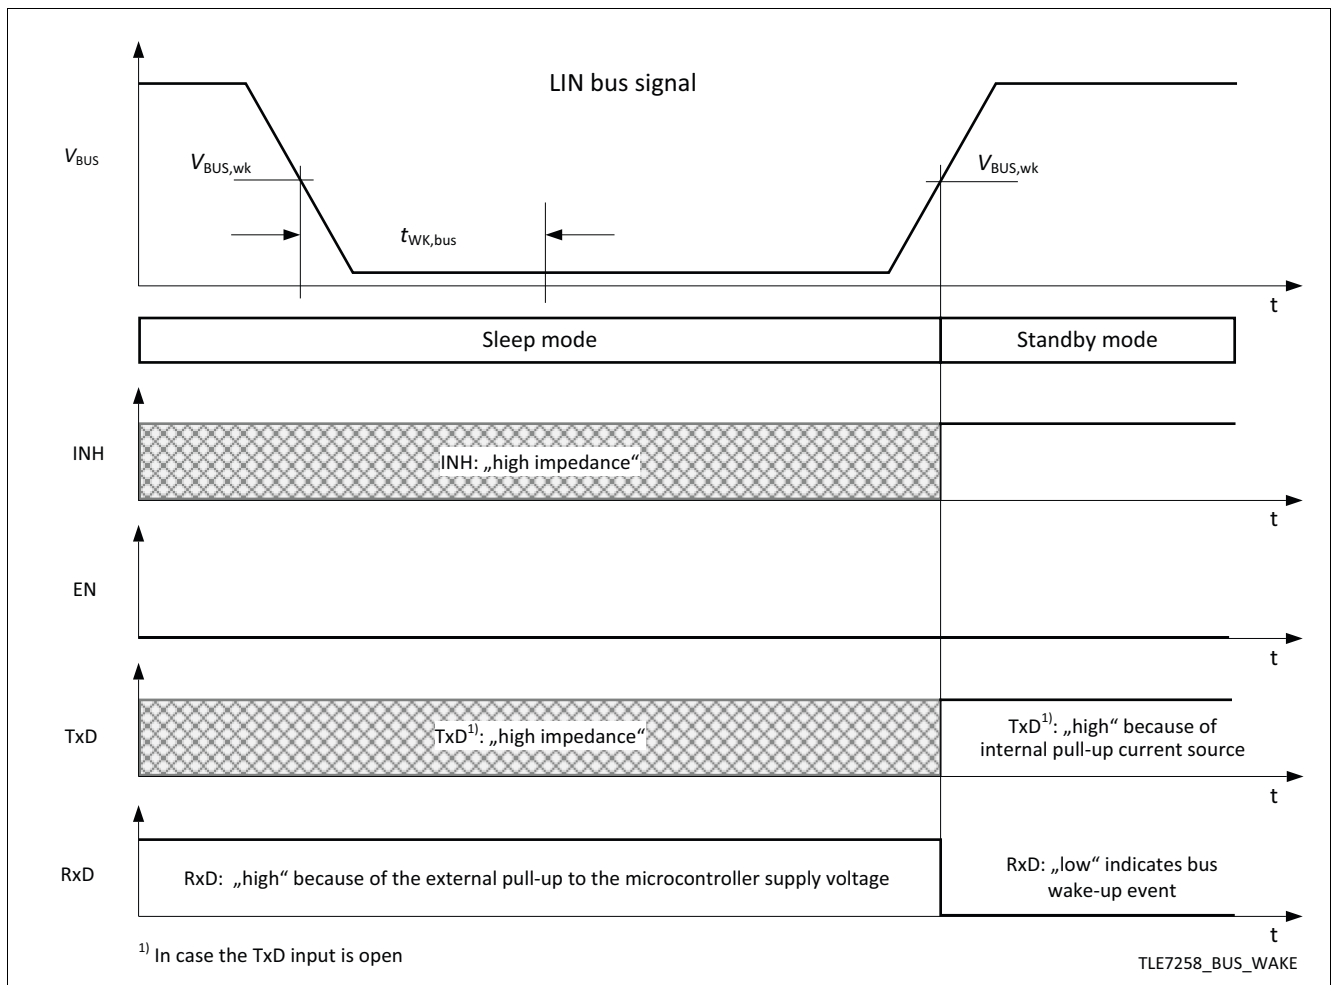 LIN bus signal
VBUS
VBUS,wk
VBUS,wk
tWK,bus
t
Sleep mode
Standby mode
INH
INH: „high impedance“
t
EN
t
TxD
TxD1): „high impedance“
TxD1): „high“ because of
internal pull-up current source
t
RxD
RxD: „high“ because of the external pull-up to the microcontroller supply voltage
RxD: „low“ indicates bus
wake-up event
t
1) In case the TxD input is open
TLE7258_BUS_WAKE